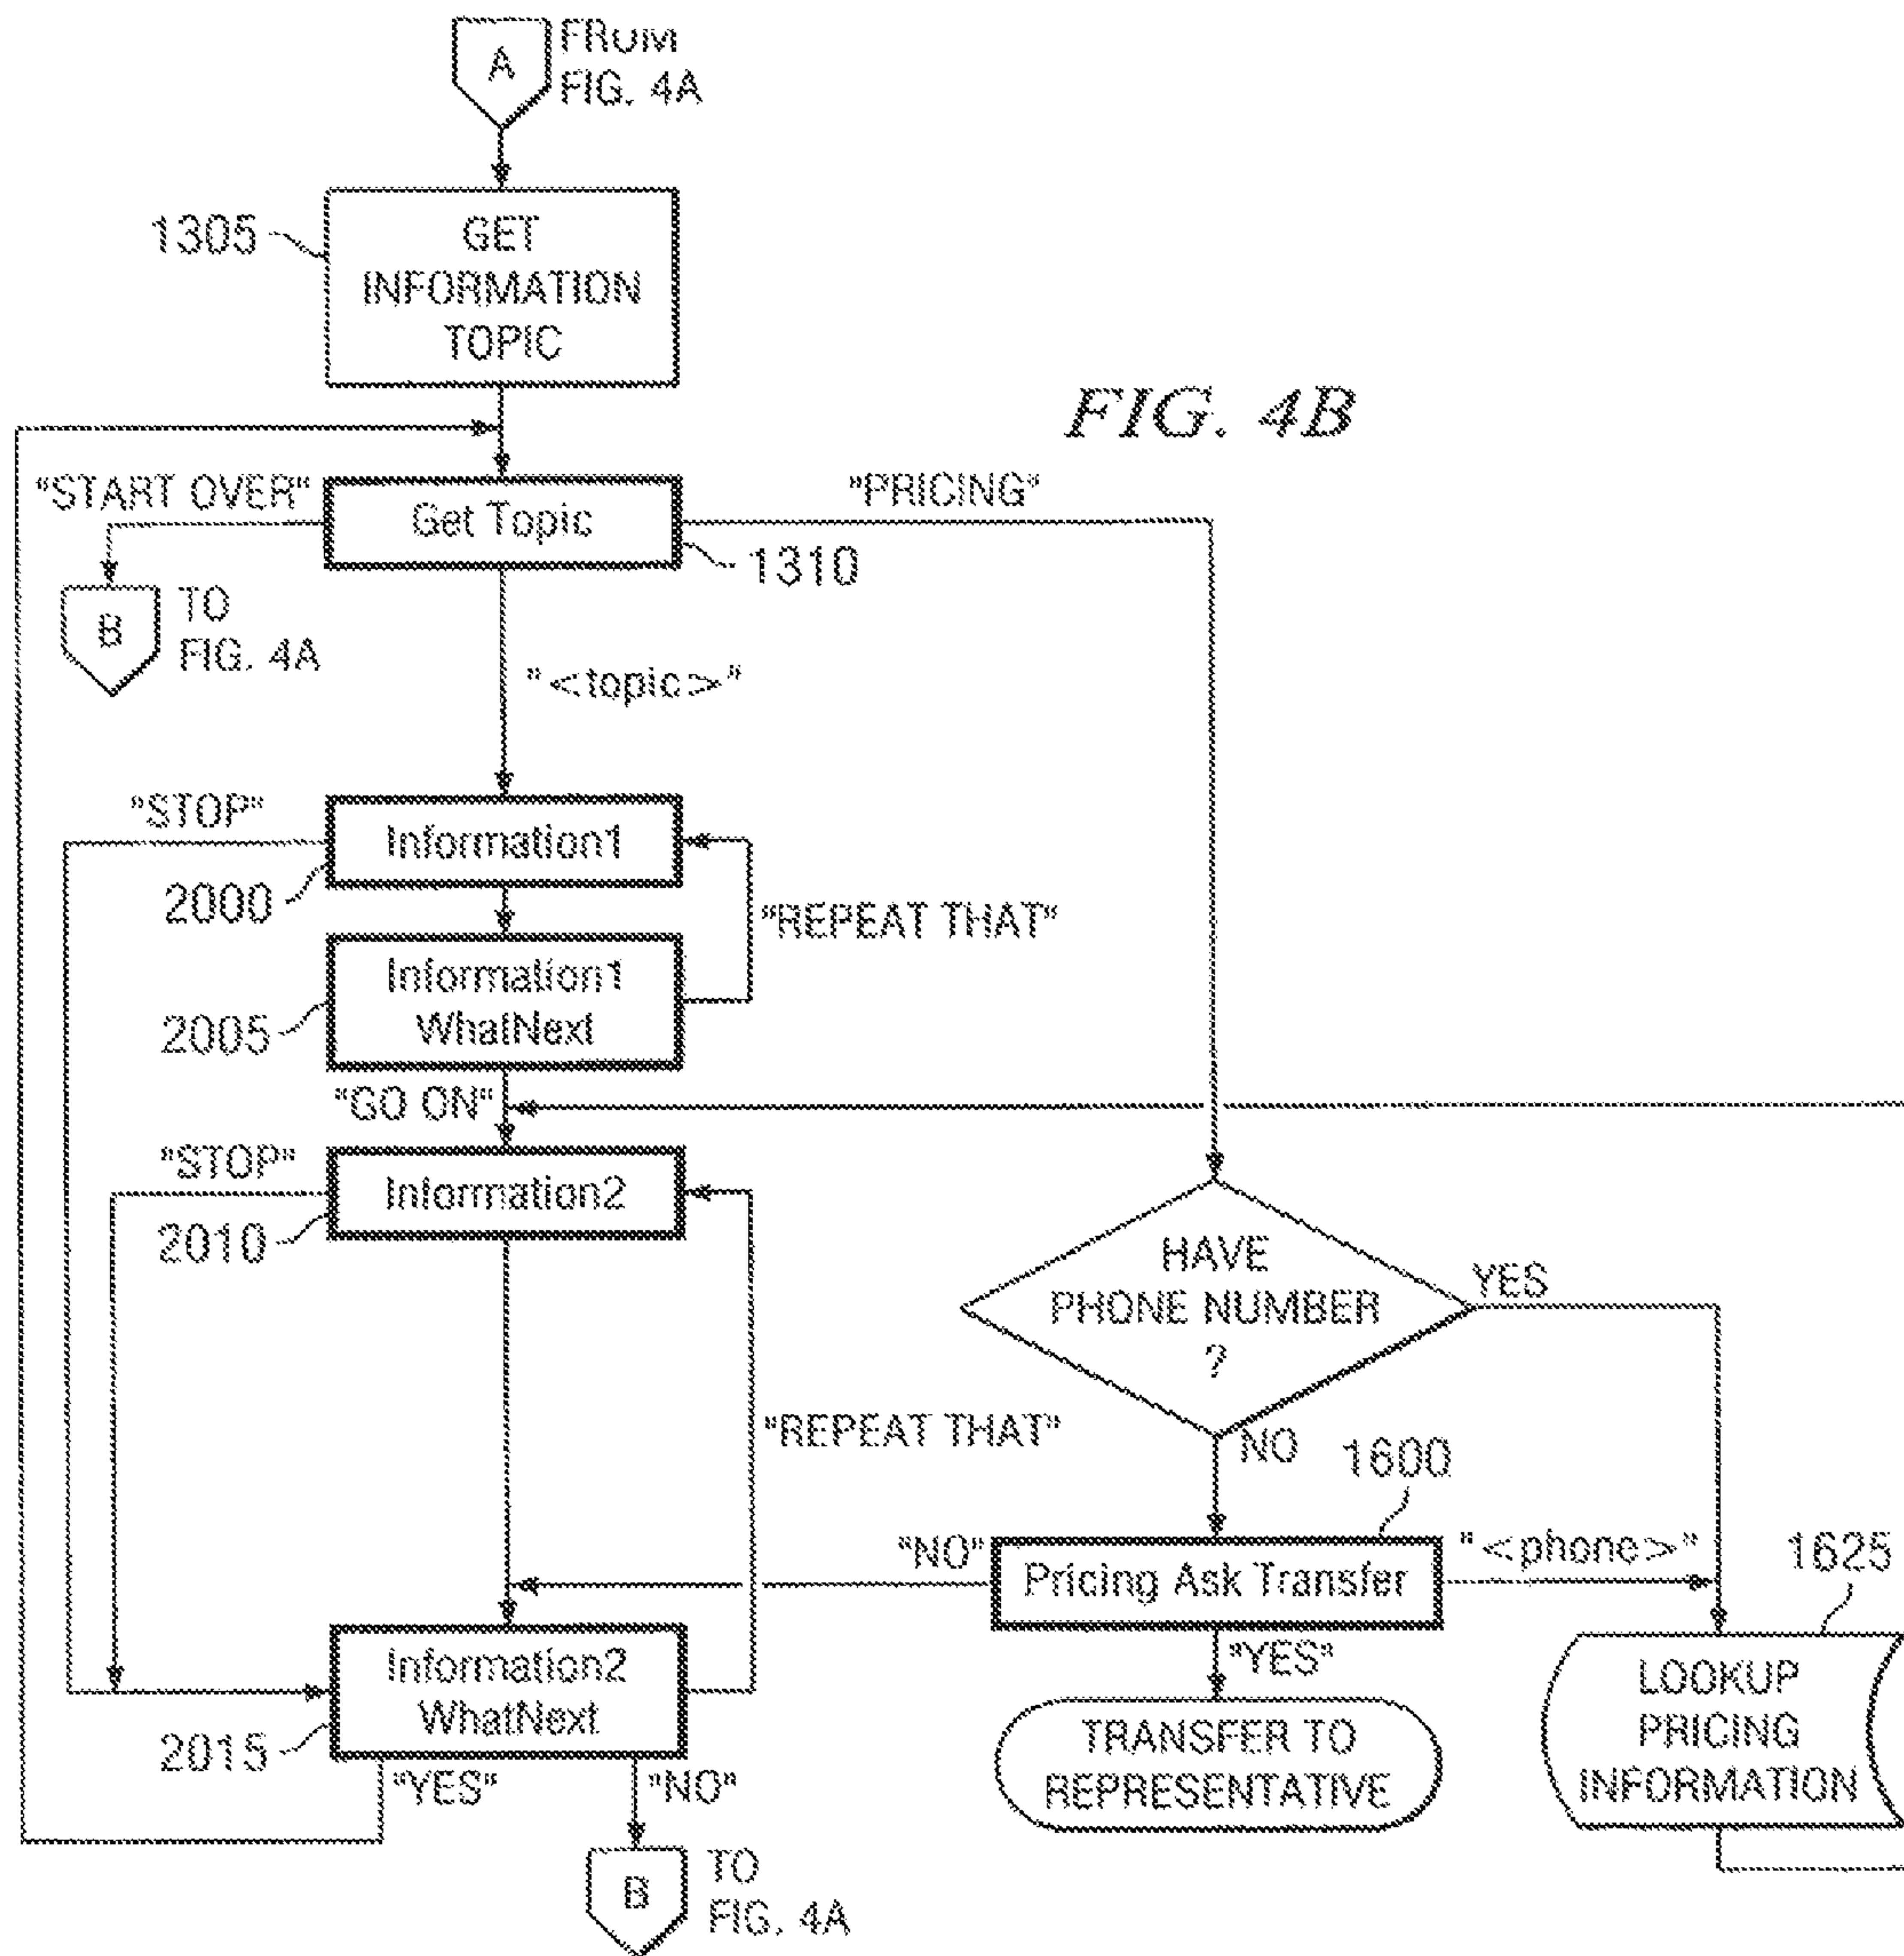 A
FROM
FIG. 4A
1305
GET
INFORMATION
TOPIC
FIG. 4B
"START OVER"
Get Topic
"PRICING"
1310
B
TO
FIG. 4A
"<topic>"
"STOP"
Information1
2000
"REPEAT THAT"
Information1
WhatNext
2005
"GO ON"
"STOP"
Information2
2010
HAVE
PHONE NUMBER
?
YES
"REPEAT THAT"
NO
1600
"NO"
Pricing Ask Transfer
"<phone>"
1625
Information2
WhatNext
2015
"YES"
LOOKUP
PRICING
INFORMATION
TRANSFER TO
REPRESENTATIVE
"YES"
"NO"
B
TO
FIG. 4A